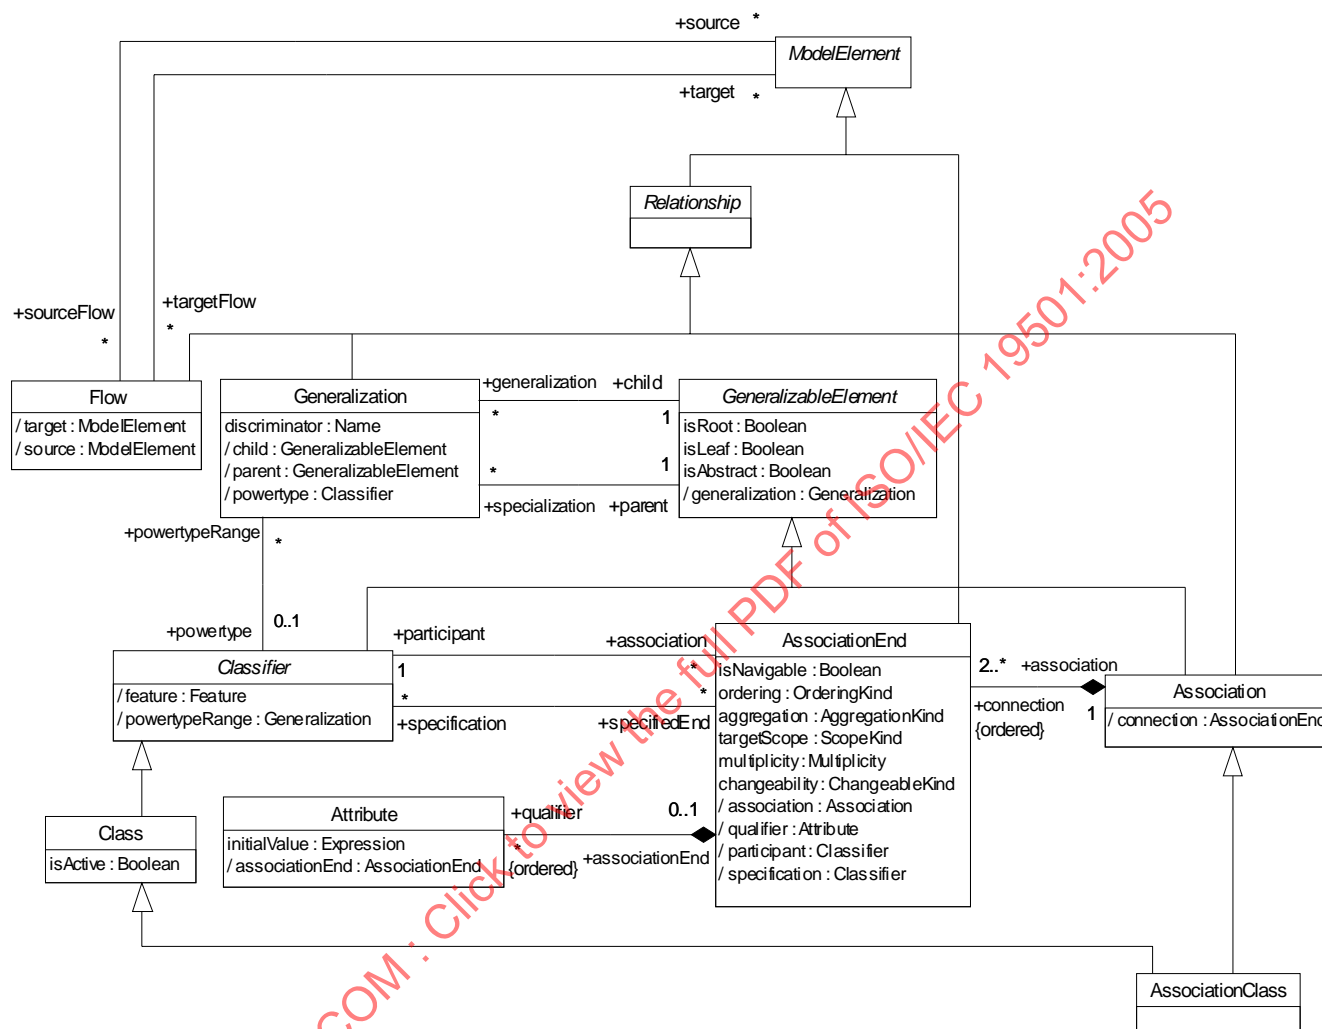 +source *
ModelElement
+target *
Relationship
+sourceFlow
*
+targetFlow
*
Flow
/ target : ModelElement
/ source : ModelElement
Generalization
discriminator : Name
/ child : GeneralizableElement
/ parent : GeneralizableElement
/ powertype : Classifier
+generalization +child
* 1
* 1
+specialization +parent
GeneralizableElement
isRoot : Boolean
isLeaf : Boolean
isAbstract : Boolean
/ generalization : Generalization
+powertypeRange
*
0..1
+powertype
Classifier
/ feature : Feature
/ powertypeRange : Generalization
+participant +association
1 *
* *
+specification +specifiedEnd
AssociationEnd
isNavigable : Boolean
ordering : OrderingKind
aggregation : AggregationKind
targetScope : ScopeKind
multiplicity : Multiplicity
changeability : ChangeableKind
/ association : Association
/ qualifier : Attribute
/ participant : Classifier
/ specification : Classifier
2..* +association
+connection 1
{ordered}
Association
/ connection : AssociationEnd
Class
isActive : Boolean
Attribute
initialValue : Expression
/ associationEnd : AssociationEnd
+qualifier 0..1
*
{ordered} +associationEnd
AssociationClass
COM : Click to view the full PDF of ISO/IEC 19501:2005